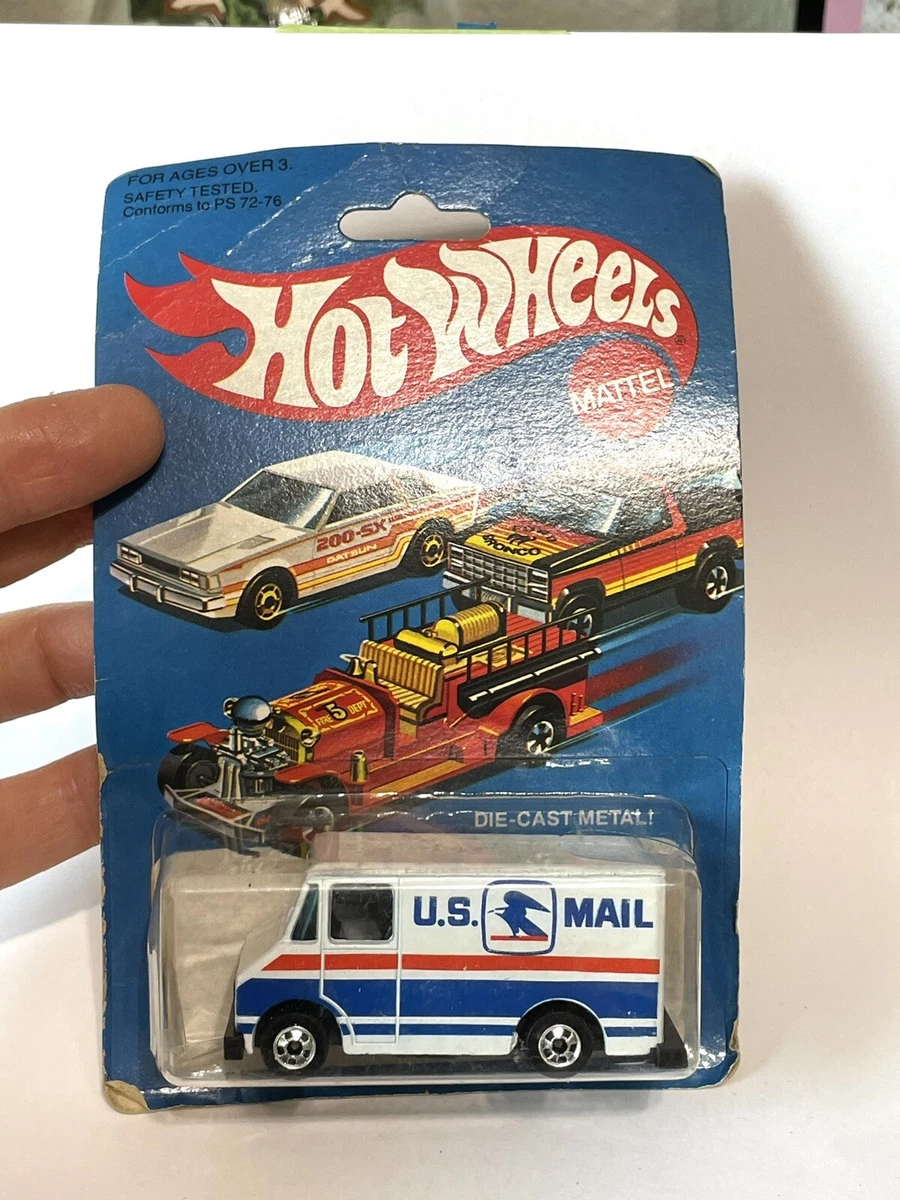 FOR AGES OVER 3.
SAFETY TESTED.
Conforms to PS 72-76
HOT WHEELS
®
MATTEL
200-SX
DATSUN
BRONCO
FIRE 5 DEPT
DIE-CAST METAL!
U.S. MAIL